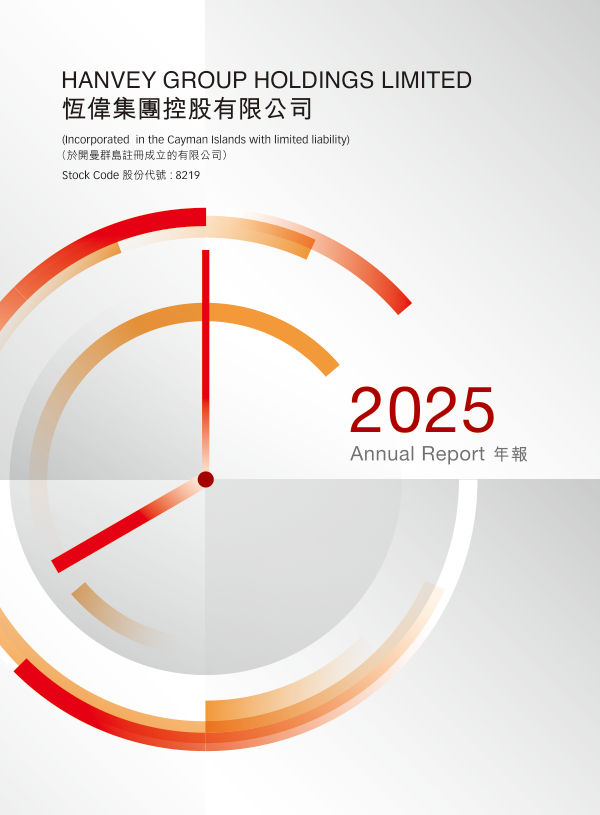 HANVEY GROUP HOLDINGS LIMITED
恆偉集團控股有限公司
(Incorporated in the Cayman Islands with limited liability)
（於開曼群島註冊成立的有限公司）
Stock Code 股份代號 : 8219
2025
Annual Report 年報